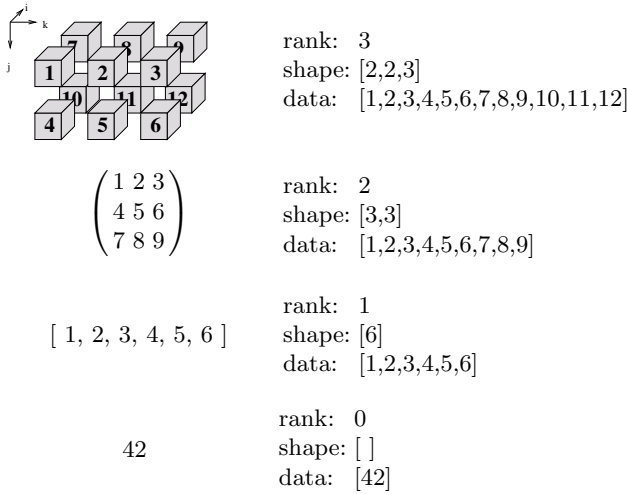 i
k
j
7 8 9
1 2 3
10 11 12
4 5 6
rank: 3
shape: [2,2,3]
data: [1,2,3,4,5,6,7,8,9,10,11,12]
1 2 3
4 5 6
7 8 9
rank: 2
shape: [3,3]
data: [1,2,3,4,5,6,7,8,9]
[ 1, 2, 3, 4, 5, 6 ]
rank: 1
shape: [6]
data: [1,2,3,4,5,6]
42
rank: 0
shape: [ ]
data: [42]